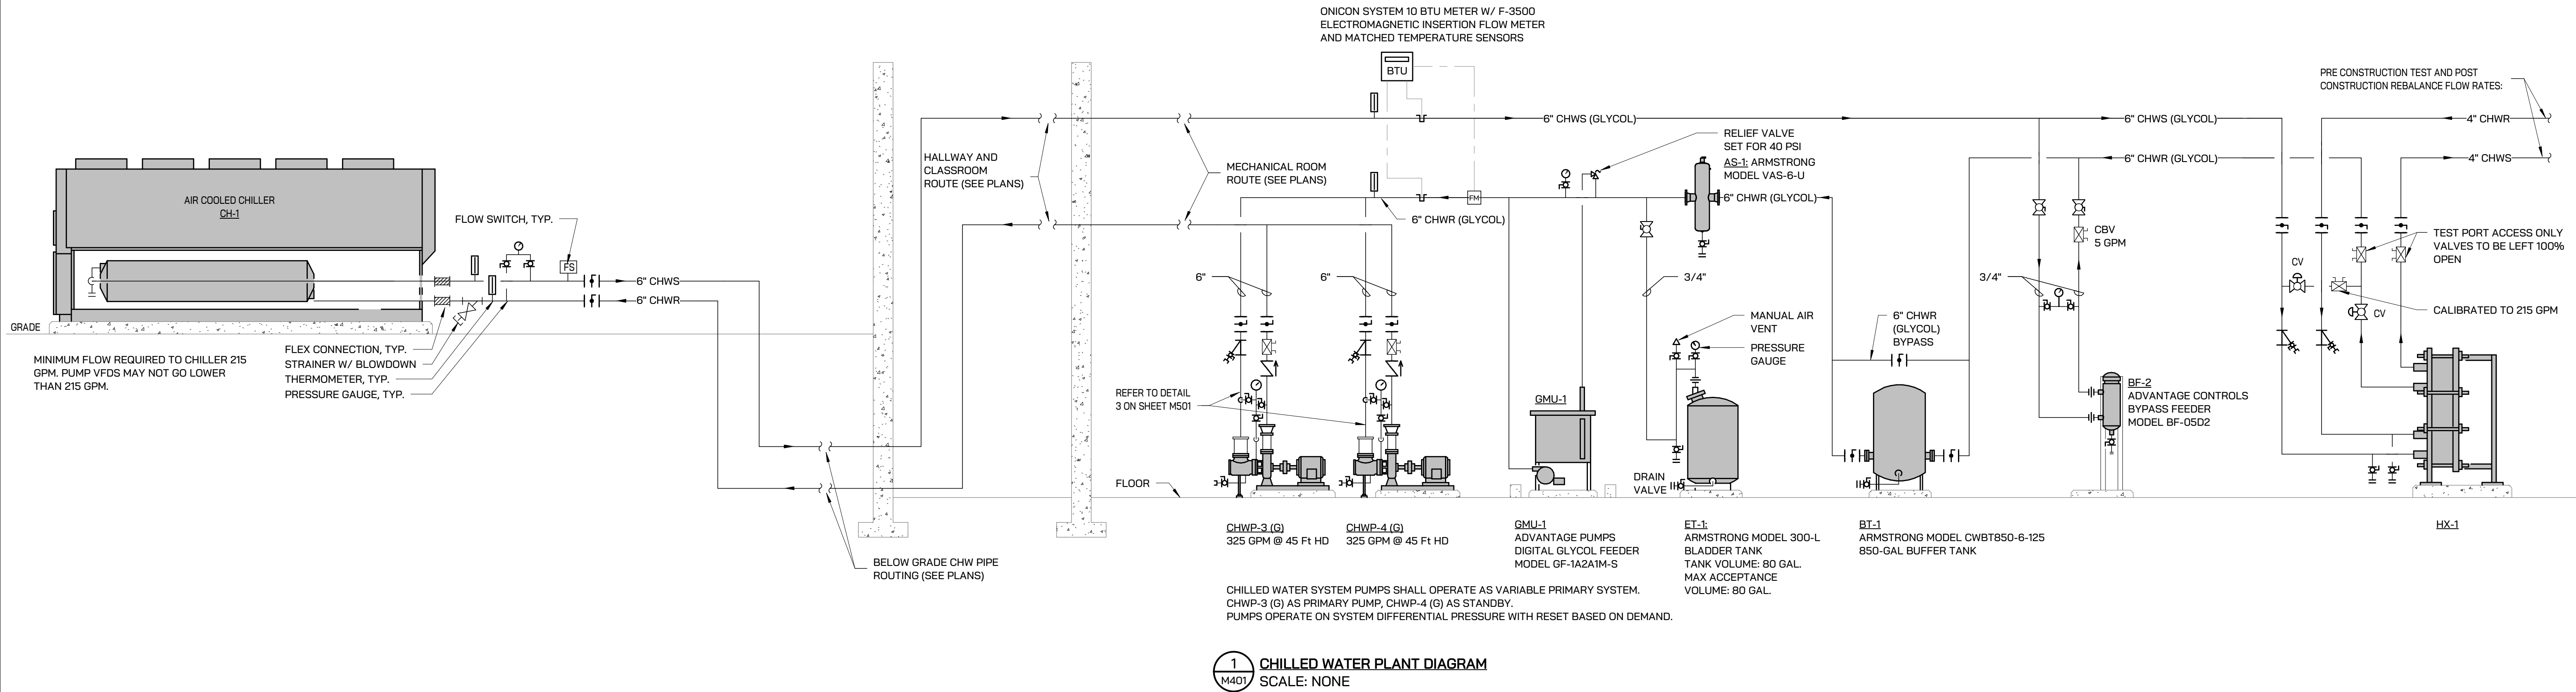 ONICON SYSTEM 10 BTU METER W/ F-3500
ELECTROMAGNETIC INSERTION FLOW METER
AND MATCHED TEMPERATURE SENSORS
BTU
PRE CONSTRUCTION TEST AND POST
CONSTRUCTION REBALANCE FLOW RATES:
6" CHWS (GLYCOL)
6" CHWS (GLYCOL)
4" CHWR
6" CHWR (GLYCOL)
4" CHWS
RELIEF VALVE
SET FOR 40 PSI
AS-1: ARMSTRONG
MODEL VAS-6-U
6" CHWR (GLYCOL)
FM
6" CHWR (GLYCOL)
HALLWAY AND
CLASSROOM
ROUTE (SEE PLANS)
MECHANICAL ROOM
ROUTE (SEE PLANS)
AIR COOLED CHILLER
CH-1
FLOW SWITCH, TYP.
FS
6" CHWS
6" CHWR
GRADE
MINIMUM FLOW REQUIRED TO CHILLER 215
GPM. PUMP VFDS MAY NOT GO LOWER
THAN 215 GPM.
FLEX CONNECTION, TYP.
STRAINER W/ BLOWDOWN
THERMOMETER, TYP.
PRESSURE GAUGE, TYP.
6"
6"
3/4"
3/4"
CBV
5 GPM
TEST PORT ACCESS ONLY
VALVES TO BE LEFT 100%
OPEN
CV
CV
CALIBRATED TO 215 GPM
MANUAL AIR
VENT
PRESSURE
GAUGE
6" CHWR
(GLYCOL)
BYPASS
REFER TO DETAIL
3 ON SHEET M501
GMU-1
BF-2
ADVANTAGE CONTROLS
BYPASS FEEDER
MODEL BF-05D2
FLOOR
DRAIN
VALVE
BELOW GRADE CHW PIPE
ROUTING (SEE PLANS)
CHWP-3 (G)
325 GPM @ 45 Ft HD
CHWP-4 (G)
325 GPM @ 45 Ft HD
GMU-1
ADVANTAGE PUMPS
DIGITAL GLYCOL FEEDER
MODEL GF-1A2A1M-S
ET-1:
ARMSTRONG MODEL 300-L
BLADDER TANK
TANK VOLUME: 80 GAL.
MAX ACCEPTANCE
VOLUME: 80 GAL.
BT-1
ARMSTRONG MODEL CWBT850-6-125
850-GAL BUFFER TANK
HX-1
CHILLED WATER SYSTEM PUMPS SHALL OPERATE AS VARIABLE PRIMARY SYSTEM.
CHWP-3 (G) AS PRIMARY PUMP, CHWP-4 (G) AS STANDBY.
PUMPS OPERATE ON SYSTEM DIFFERENTIAL PRESSURE WITH RESET BASED ON DEMAND.
1
M401
CHILLED WATER PLANT DIAGRAM
SCALE: NONE